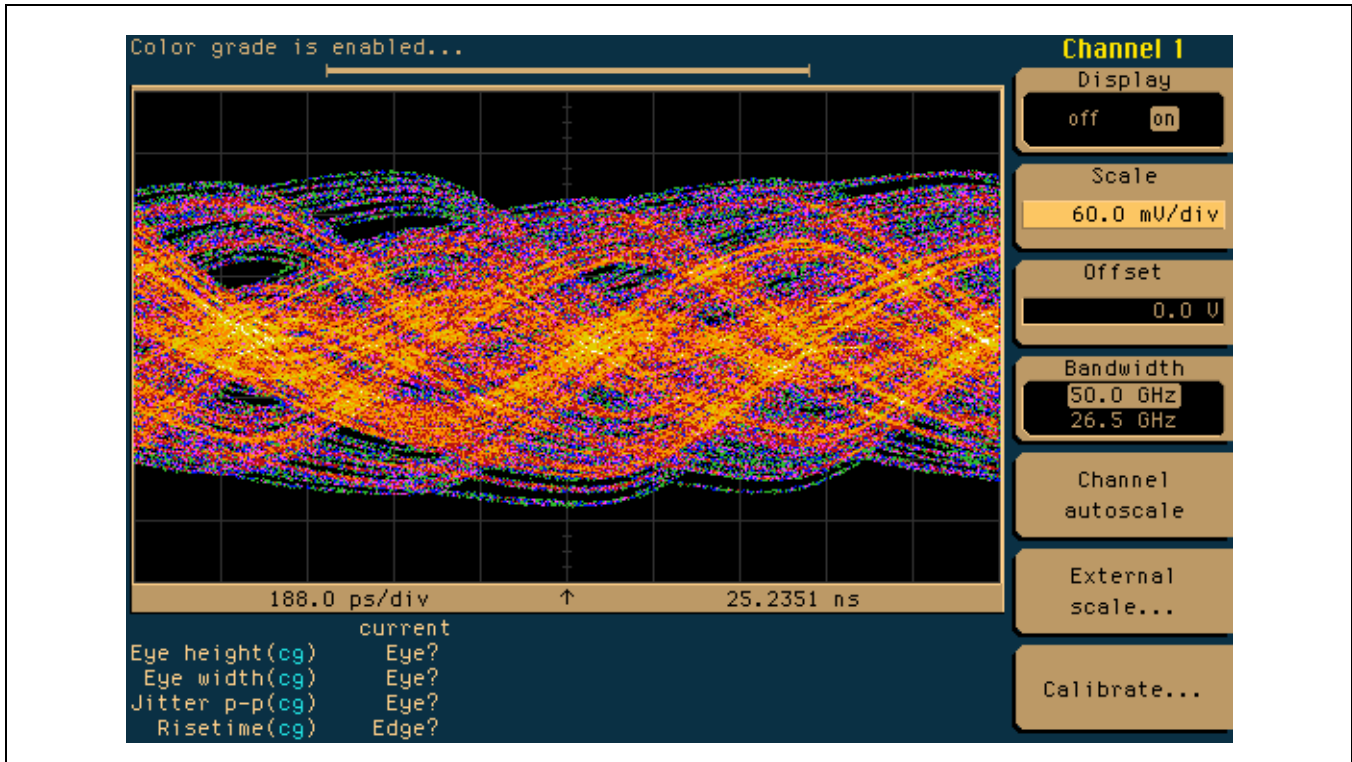 Color grade is enabled...
Channel 1
Display
off on
Scale
60.0 mV/div
Offset
0.0 V
Bandwidth
50.0 GHz
26.5 GHz
Channel
autoscale
External
scale...
Calibrate...
188.0 ps/div ↑ 25.2351 ns
current
Eye height(cg) Eye?
Eye width(cg) Eye?
Jitter p-p(cg) Eye?
Risetime(cg) Edge?